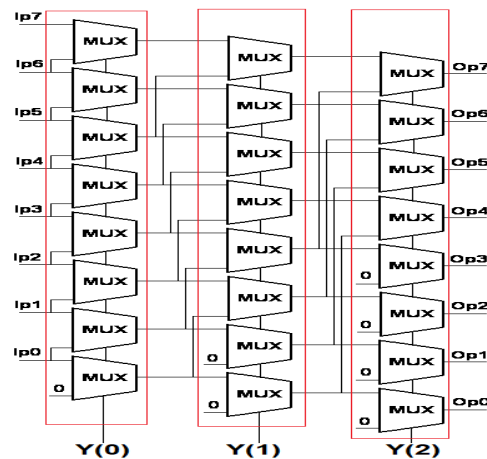 Ip7 MUX
MUX
Ip6 MUX Op7
MUX
MUX
Ip5 MUX Op6
MUX
MUX
Ip4 MUX Op5
MUX
MUX
Ip3 MUX Op4
MUX
MUX
Ip2 MUX 0 Op3
MUX
MUX
Ip1 MUX 0 Op2
MUX
0 MUX
Ip0 MUX 0 Op1
MUX
0 MUX
0 MUX 0 Op0
Y(0) Y(1) Y(2)